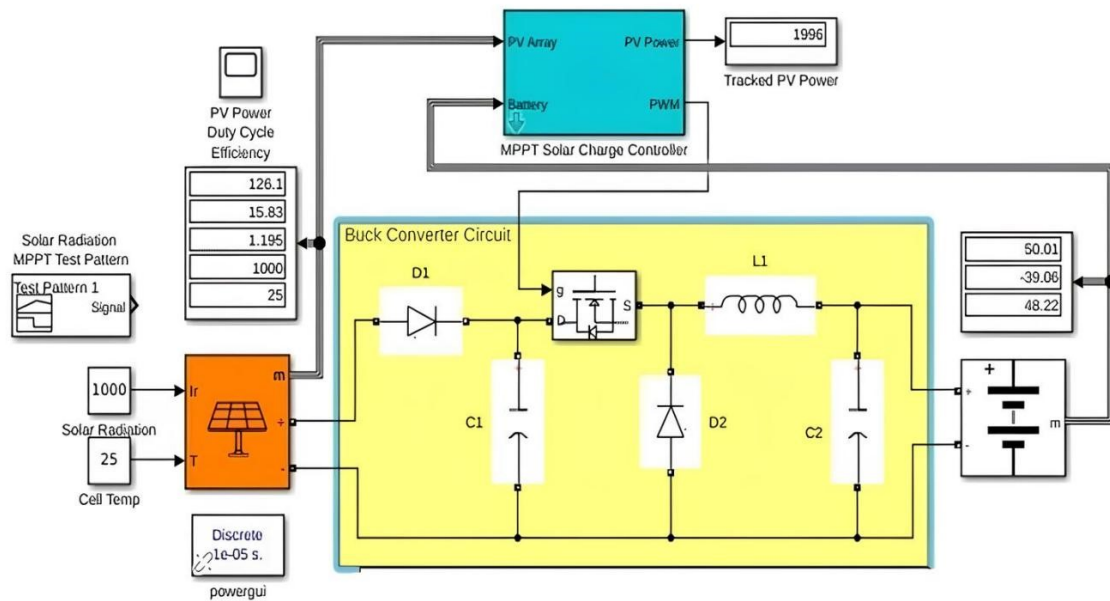 PV Array
PV Power
Battery
PWM
MPPT Solar Charge Controller
1996
Tracked PV Power
PV Power
Duty Cycle
Efficiency
126.1
15.83
1.195
1000
25
Solar Radiation
MPPT Test Pattern
Test Pattern 1
Signal
1000
Solar Radiation
25
Cell Temp
Ir
T
m
+
-
Discrete
1e-05 s.
powergui
Buck Converter Circuit
D1
g
D
S
L1
+
C1
D2
C2
50.01
-39.06
48.22
+
+
-
m